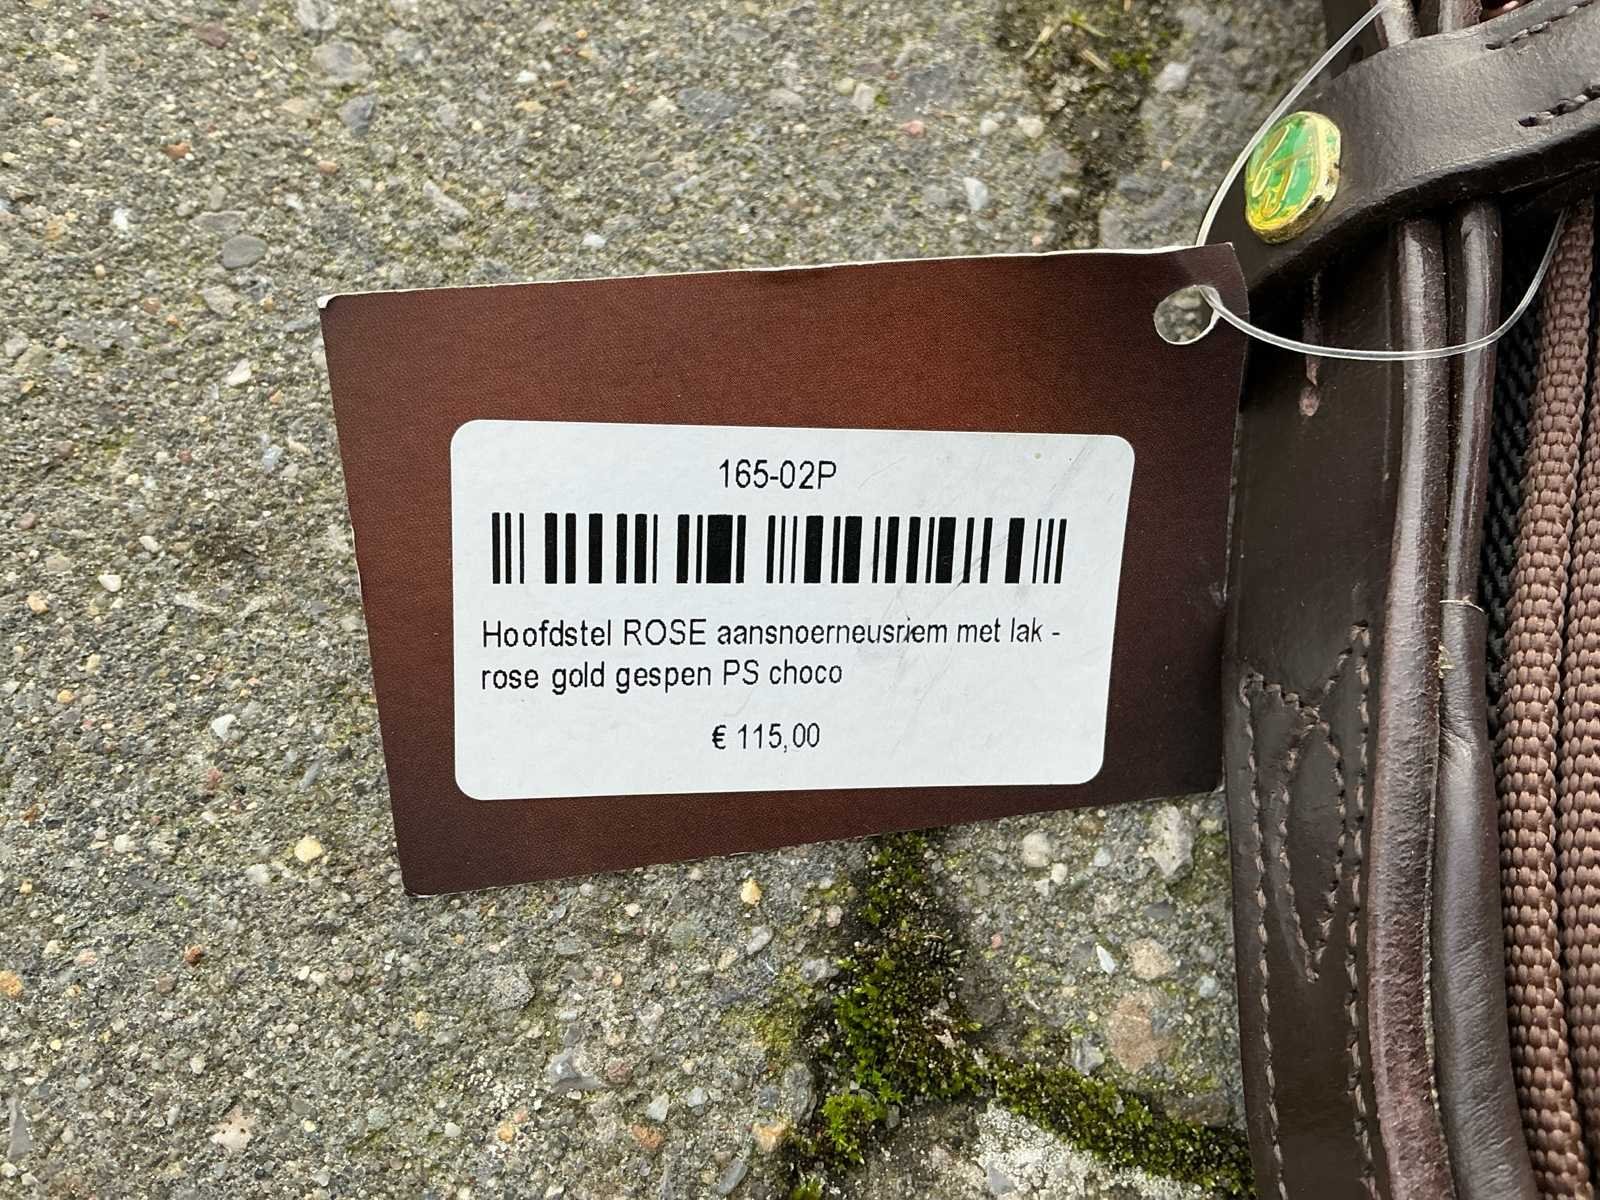 165-02P
Hoofdstel ROSE aansnoerneusriem met lak -
rose gold gespen PS choco
€ 115,00